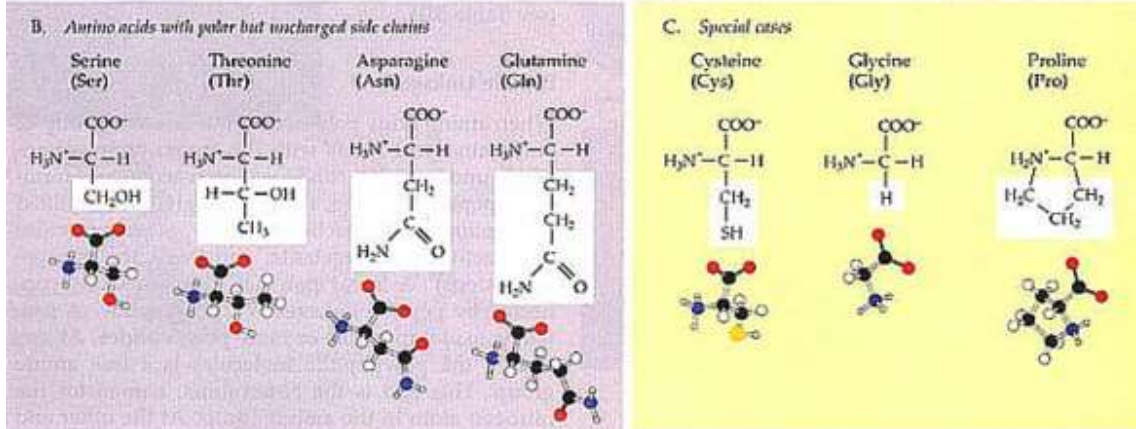 B. Amino acids with polar but uncharged side chains
Serine
(Ser)
Threonine
(Thr)
Asparagine
(Asn)
Glutamine
(Gln)
COO-
H3N+-C-H
CH2OH
COO-
H3N+-C-H
H-C-OH
CH3
COO-
H3N+-C-H
CH2
C
H2N O
COO-
H3N+-C-H
CH2
CH2
C
H2N O
C. Special cases
Cysteine
(Cys)
Glycine
(Gly)
Proline
(Pro)
COO-
H3N+-C-H
CH2
SH
COO-
H3N+-C-H
H
COO-
H2N+-C-H
H2C CH2
CH2